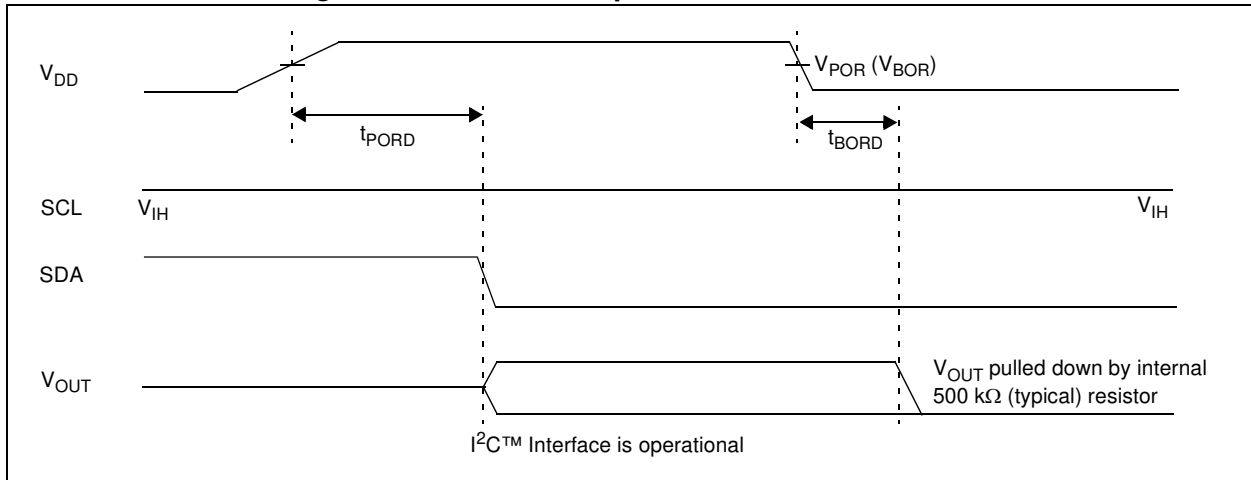 V_DD
V_POR (V_BOR)
t_PORD
t_BORD
SCL
V_IH
V_IH
SDA
V_OUT
V_OUT pulled down by internal
500 kΩ (typical) resistor
I²C™ Interface is operational